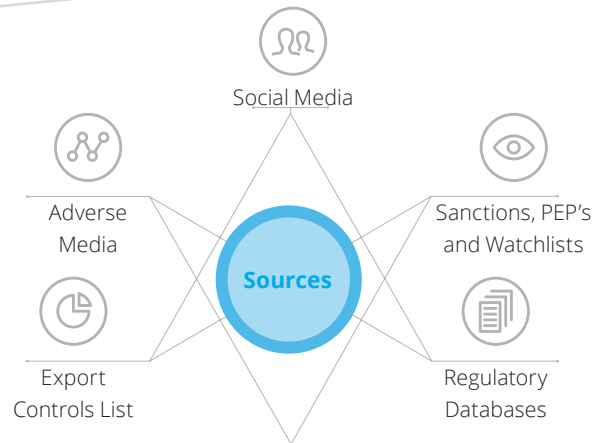 Social Media
Adverse
Media
Sanctions, PEP’s
and Watchlists
Sources
Export
Controls List
Regulatory
Databases